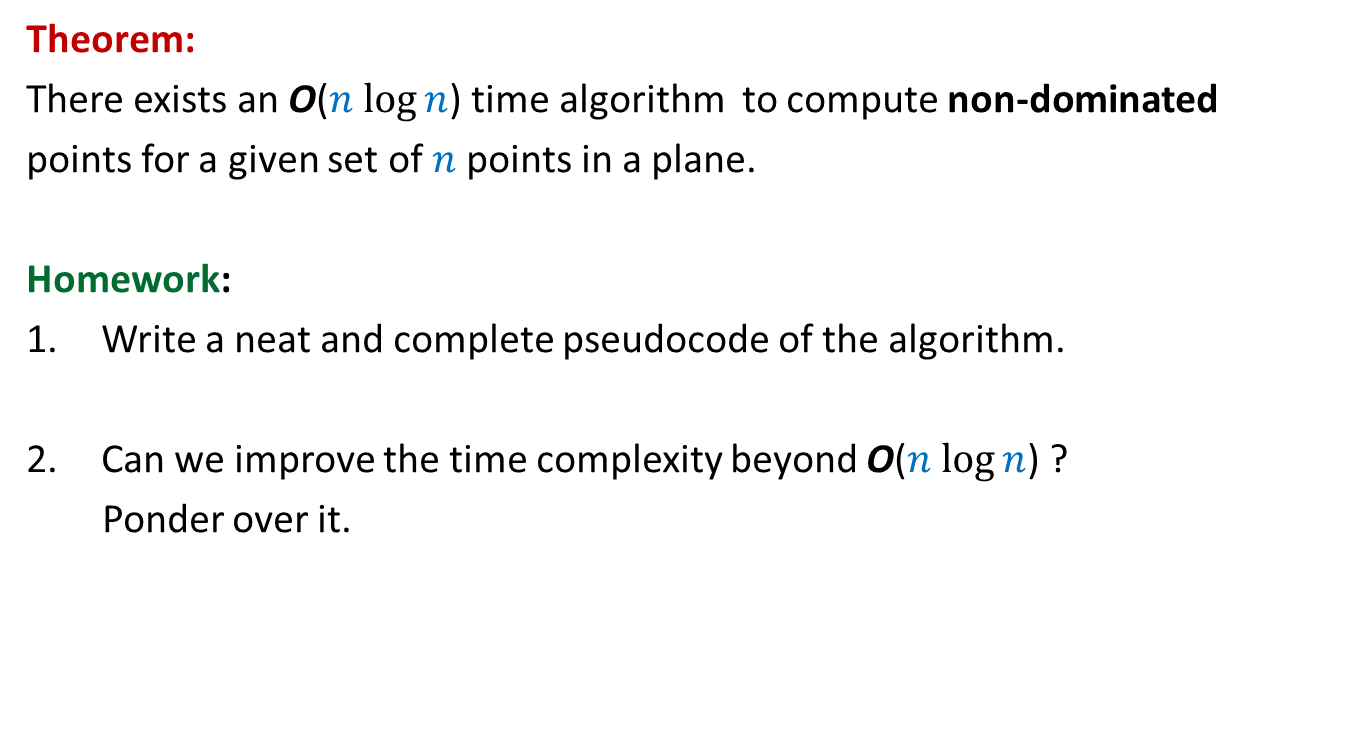 Theorem:
There exists an O(n log n) time algorithm to compute non-dominated
points for a given set of n points in a plane.
Homework:
1. Write a neat and complete pseudocode of the algorithm.
2. Can we improve the time complexity beyond O(n log n) ?
Ponder over it.